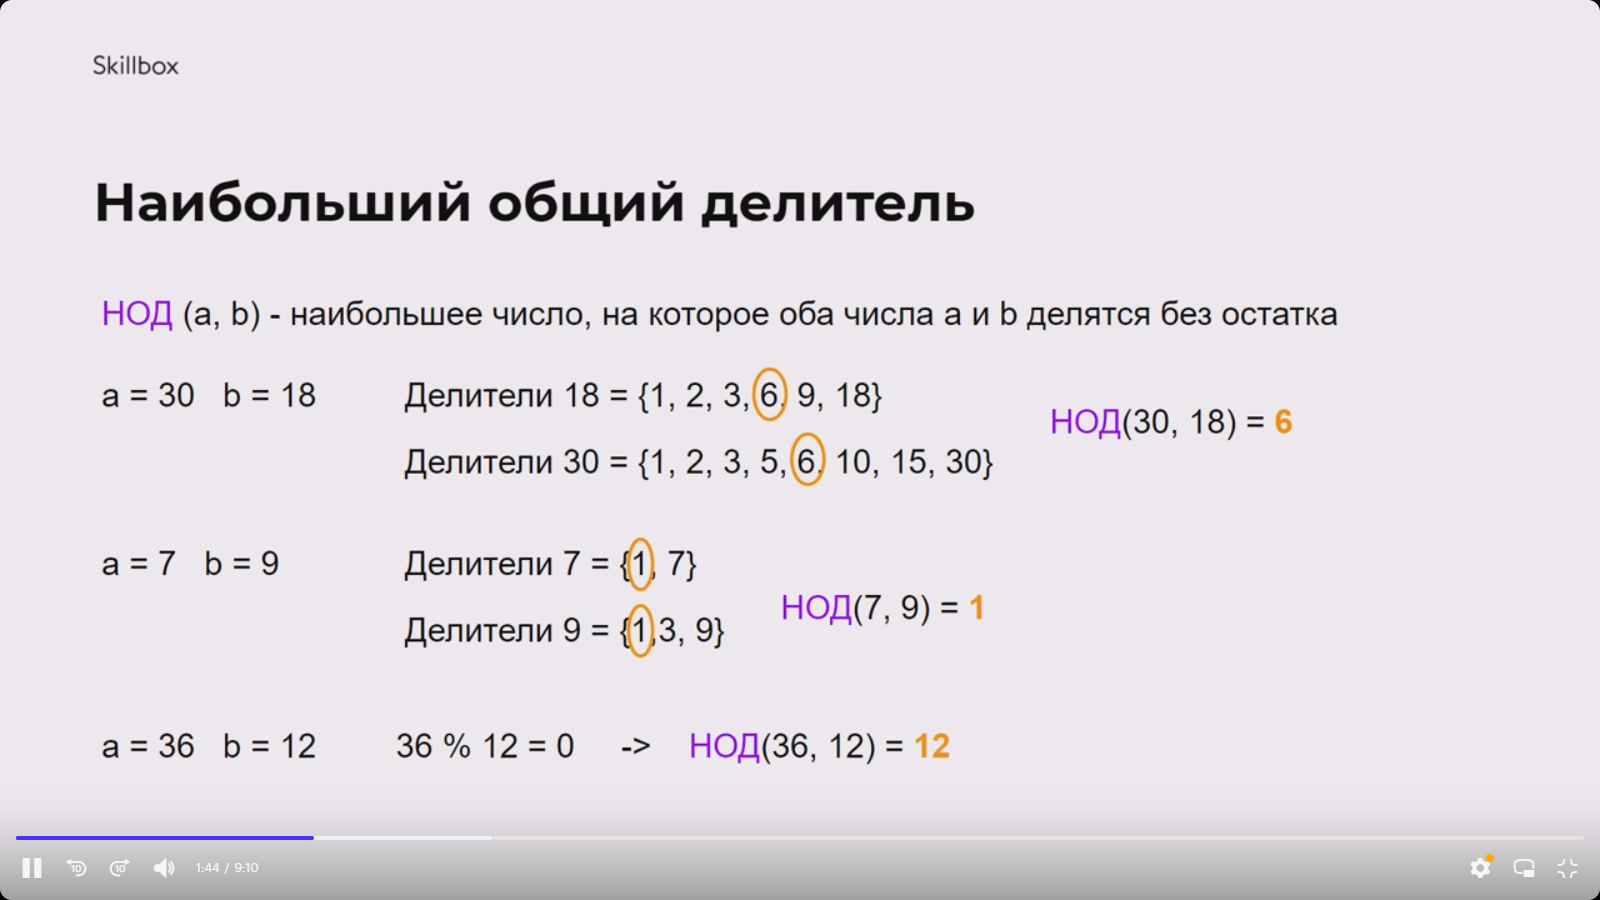 Skillbox
Наибольший общий делитель
НОД (a, b) - наибольшее число, на которое оба числа a и b делятся без остатка
a = 30 b = 18 Делители 18 = {1, 2, 3, 6, 9, 18}
НОД(30, 18) = 6
Делители 30 = {1, 2, 3, 5, 6, 10, 15, 30}
a = 7 b = 9 Делители 7 = {1, 7}
НОД(7, 9) = 1
Делители 9 = {1,3, 9}
a = 36 b = 12 36 % 12 = 0 -> НОД(36, 12) = 12
10 10 1:44 / 9:10